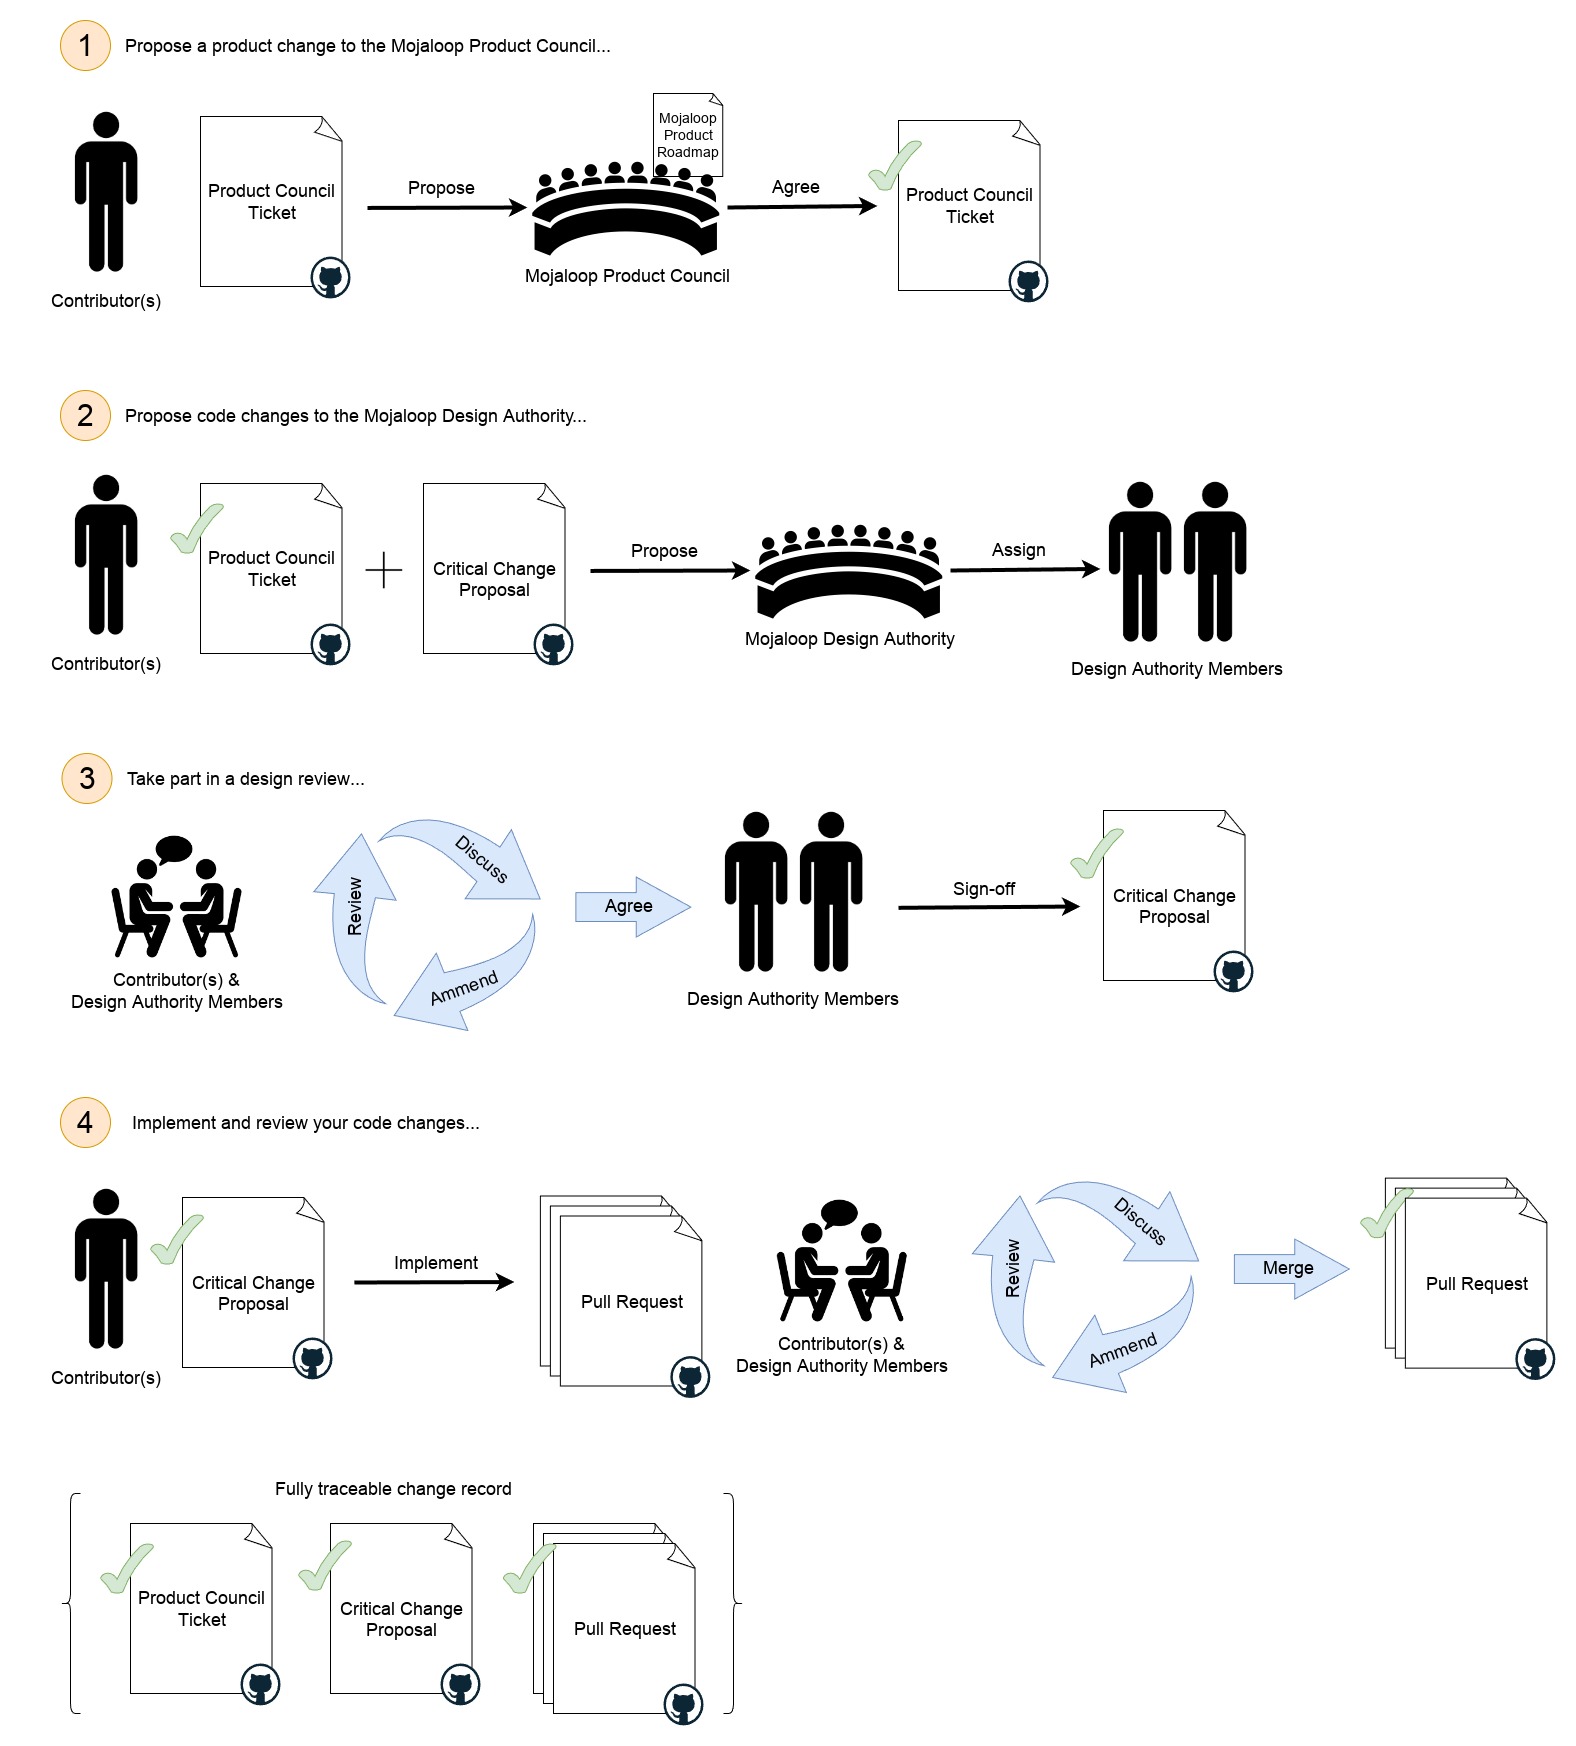 1
Propose a product change to the Mojaloop Product Council...
Mojaloop
Product
Roadmap
Product Council
Ticket
Propose
Agree
Product Council
Ticket
Mojaloop Product Council
Contributor(s)
2
Propose code changes to the Mojaloop Design Authority...
Product Council
Ticket
Critical Change
Proposal
Propose
Assign
Mojaloop Design Authority
Contributor(s)
Design Authority Members
3
Take part in a design review...
Discuss
Review
Ammend
Agree
Sign-off
Critical Change
Proposal
Contributor(s) &
Design Authority Members
Design Authority Members
4
Implement and review your code changes...
Critical Change
Proposal
Implement
Pull Request
Discuss
Review
Ammend
Merge
Pull Request
Contributor(s)
Contributor(s) &
Design Authority Members
Fully traceable change record
Product Council
Ticket
Critical Change
Proposal
Pull Request